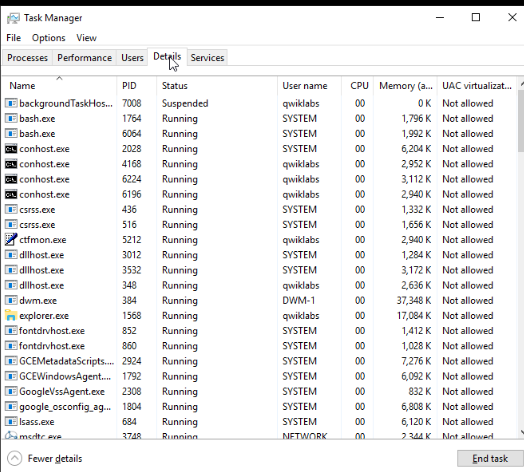 Task Manager
File Options View
Processes Performance Users Details Services
Name PID Status User name CPU Memory (a... UAC virtualizat...
backgroundTaskHos... 7008 Suspended qwiklabs 00 0 K Not allowed
bash.exe 1764 Running SYSTEM 00 1,796 K Not allowed
bash.exe 6064 Running SYSTEM 00 1,992 K Not allowed
conhost.exe 2028 Running SYSTEM 00 6,204 K Not allowed
conhost.exe 4168 Running qwiklabs 00 2,952 K Not allowed
conhost.exe 6224 Running qwiklabs 00 3,112 K Not allowed
conhost.exe 6196 Running qwiklabs 00 2,940 K Not allowed
csrss.exe 436 Running SYSTEM 00 1,332 K Not allowed
csrss.exe 516 Running SYSTEM 00 1,656 K Not allowed
ctfmon.exe 5212 Running qwiklabs 00 2,940 K Not allowed
dllhost.exe 3012 Running SYSTEM 00 1,284 K Not allowed
dllhost.exe 3532 Running SYSTEM 00 3,172 K Not allowed
dllhost.exe 348 Running qwiklabs 00 2,636 K Not allowed
dwm.exe 384 Running DWM-1 00 37,348 K Not allowed
explorer.exe 1568 Running qwiklabs 00 17,084 K Not allowed
fontdrvhost.exe 852 Running SYSTEM 00 1,412 K Not allowed
fontdrvhost.exe 860 Running SYSTEM 00 1,028 K Not allowed
GCEMetadataScripts.... 2924 Running SYSTEM 00 7,276 K Not allowed
GCEWindowsAgent.... 1792 Running SYSTEM 00 6,092 K Not allowed
GoogleVssAgent.exe 2308 Running SYSTEM 00 832 K Not allowed
google_osconfig_ag... 1804 Running SYSTEM 00 6,808 K Not allowed
lsass.exe 684 Running SYSTEM 00 6,120 K Not allowed
msdtc.exe 3748 Running NETWORK 00 2,344 K Not allowed
Fewer details End task